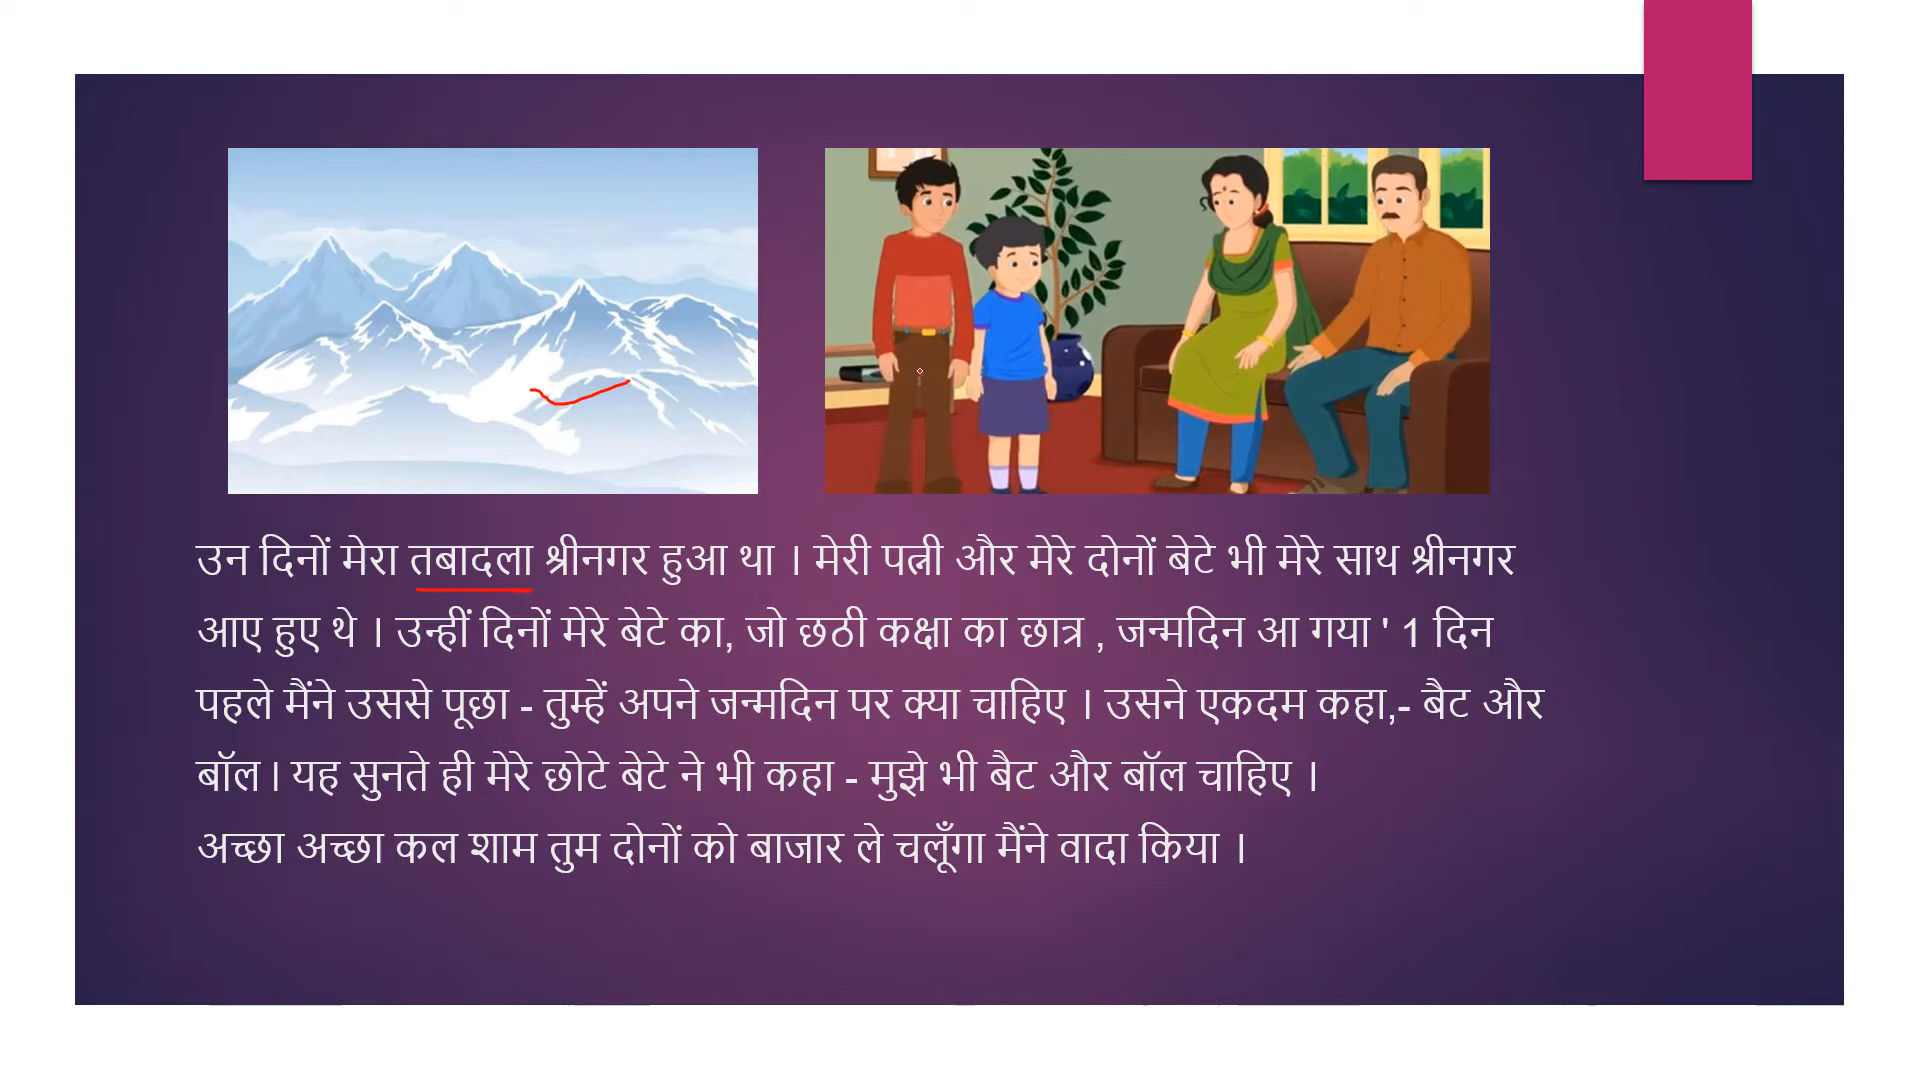 उन दिनों मेरा तबादला श्रीनगर हुआ था । मेरी पत्नी और मेरे दोनों बेटे भी मेरे साथ श्रीनगर
आए हुए थे । उन्हीं दिनों मेरे बेटे का, जो छठी कक्षा का छात्र , जन्मदिन आ गया ' 1 दिन
पहले मैंने उससे पूछा - तुम्हें अपने जन्मदिन पर क्या चाहिए । उसने एकदम कहा,- बैट और
बॉल । यह सुनते ही मेरे छोटे बेटे ने भी कहा - मुझे भी बैट और बॉल चाहिए ।
अच्छा अच्छा कल शाम तुम दोनों को बाजार ले चलूँगा मैंने वादा किया ।